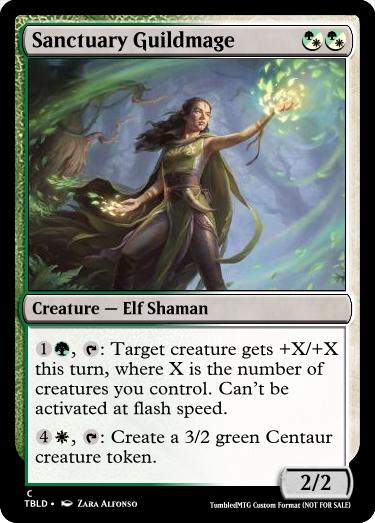 Sanctuary Guildmage
Creature — Elf Shaman
1, : Target creature gets +X/+X
this turn, where X is the number of
creatures you control. Can't be
activated at flash speed.
4, : Create a 3/2 green Centaur
creature token.
2/2
C
TBLD • Zara Alfonso
TumbledMTG Custom Format (NOT FOR SALE)